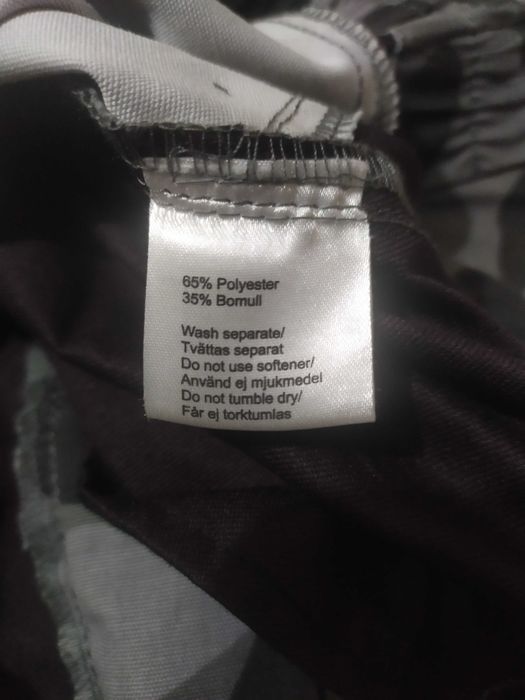 65% Polyester
35% Bomull
Wash separate/
Tvättas separat
Do not use softener/
Använd ej mjukmedel
Do not tumble dry/
Får ej torktumlas